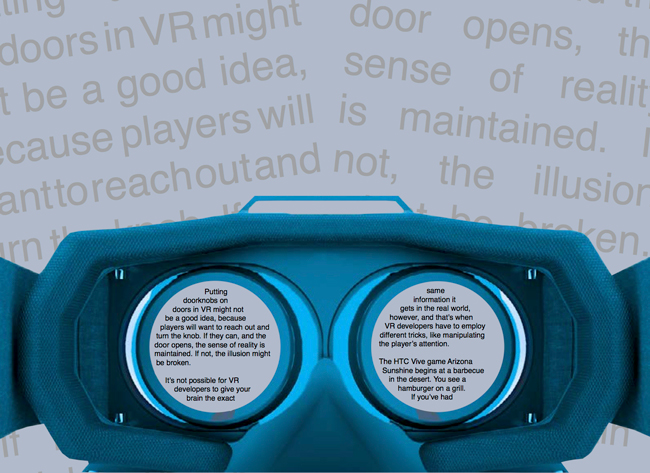 doors in VR might door opens,
be a good idea, sense of reality
players will is maintained.
to reach out and not, the illusion
the knob. If be broken.
Putting
doorknobs on
doors in VR might not
be a good idea, because
players will want to reach out and
turn the knob. If they can, and the
door opens, the sense of reality is
maintained. If not, the illusion might
be broken.
It's not possible for VR
developers to give your
brain the exact
same
information it
gets in the real world,
however, and that's when
VR developers have to employ
different tricks, like manipulating
the player's attention.
The HTC Vive game Arizona
Sunshine begins at a barbecue
in the desert. You see a
hamburger on a grill.
If you've had